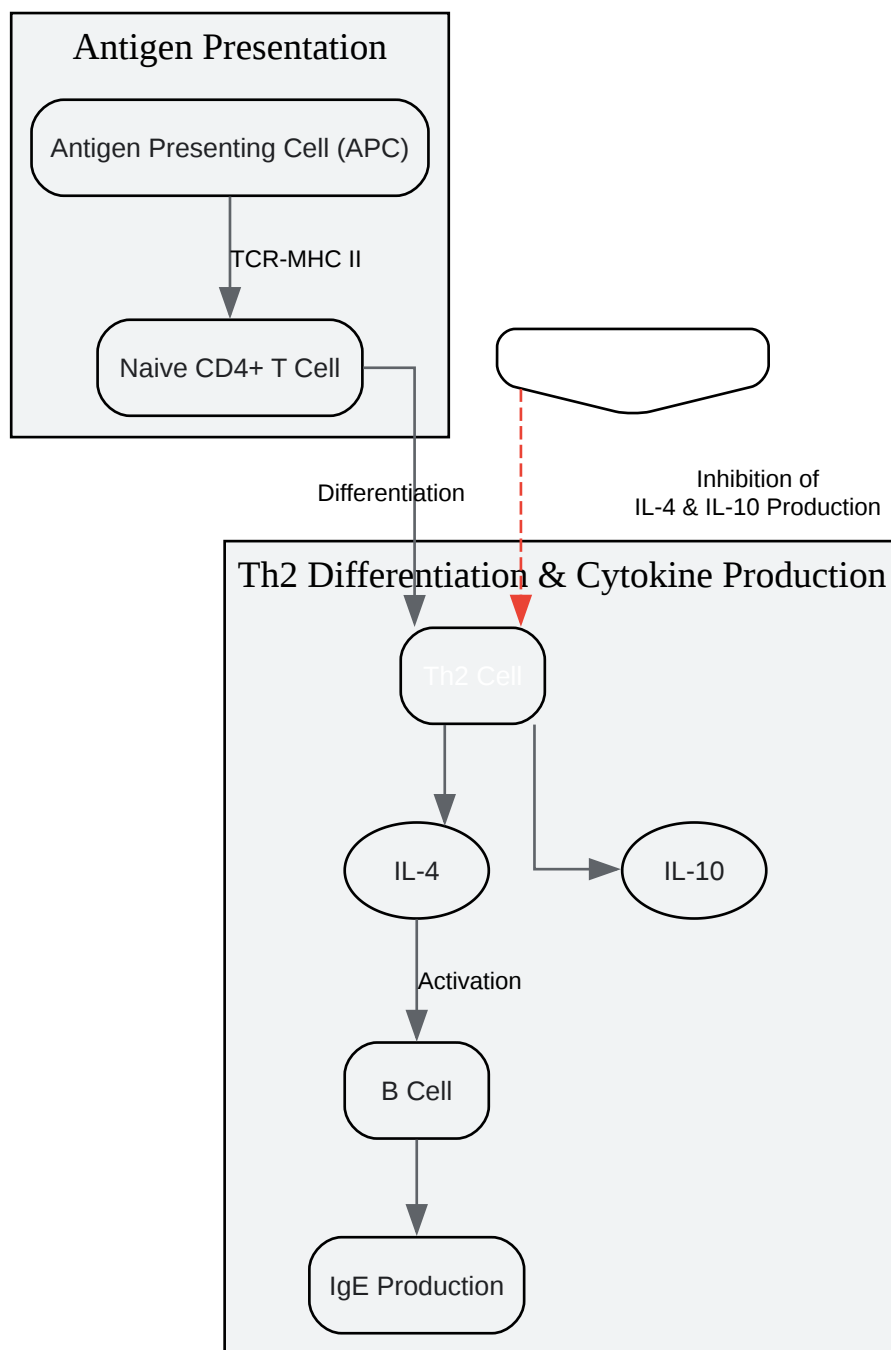 Antigen Presentation
Antigen Presenting Cell (APC)
TCR-MHC II
Naive CD4+ T Cell
Differentiation
Inhibition of
IL-4 & IL-10 Production
Th2 Differentiation & Cytokine Production
Th2 Cell
IL-4
IL-10
Activation
B Cell
IgE Production